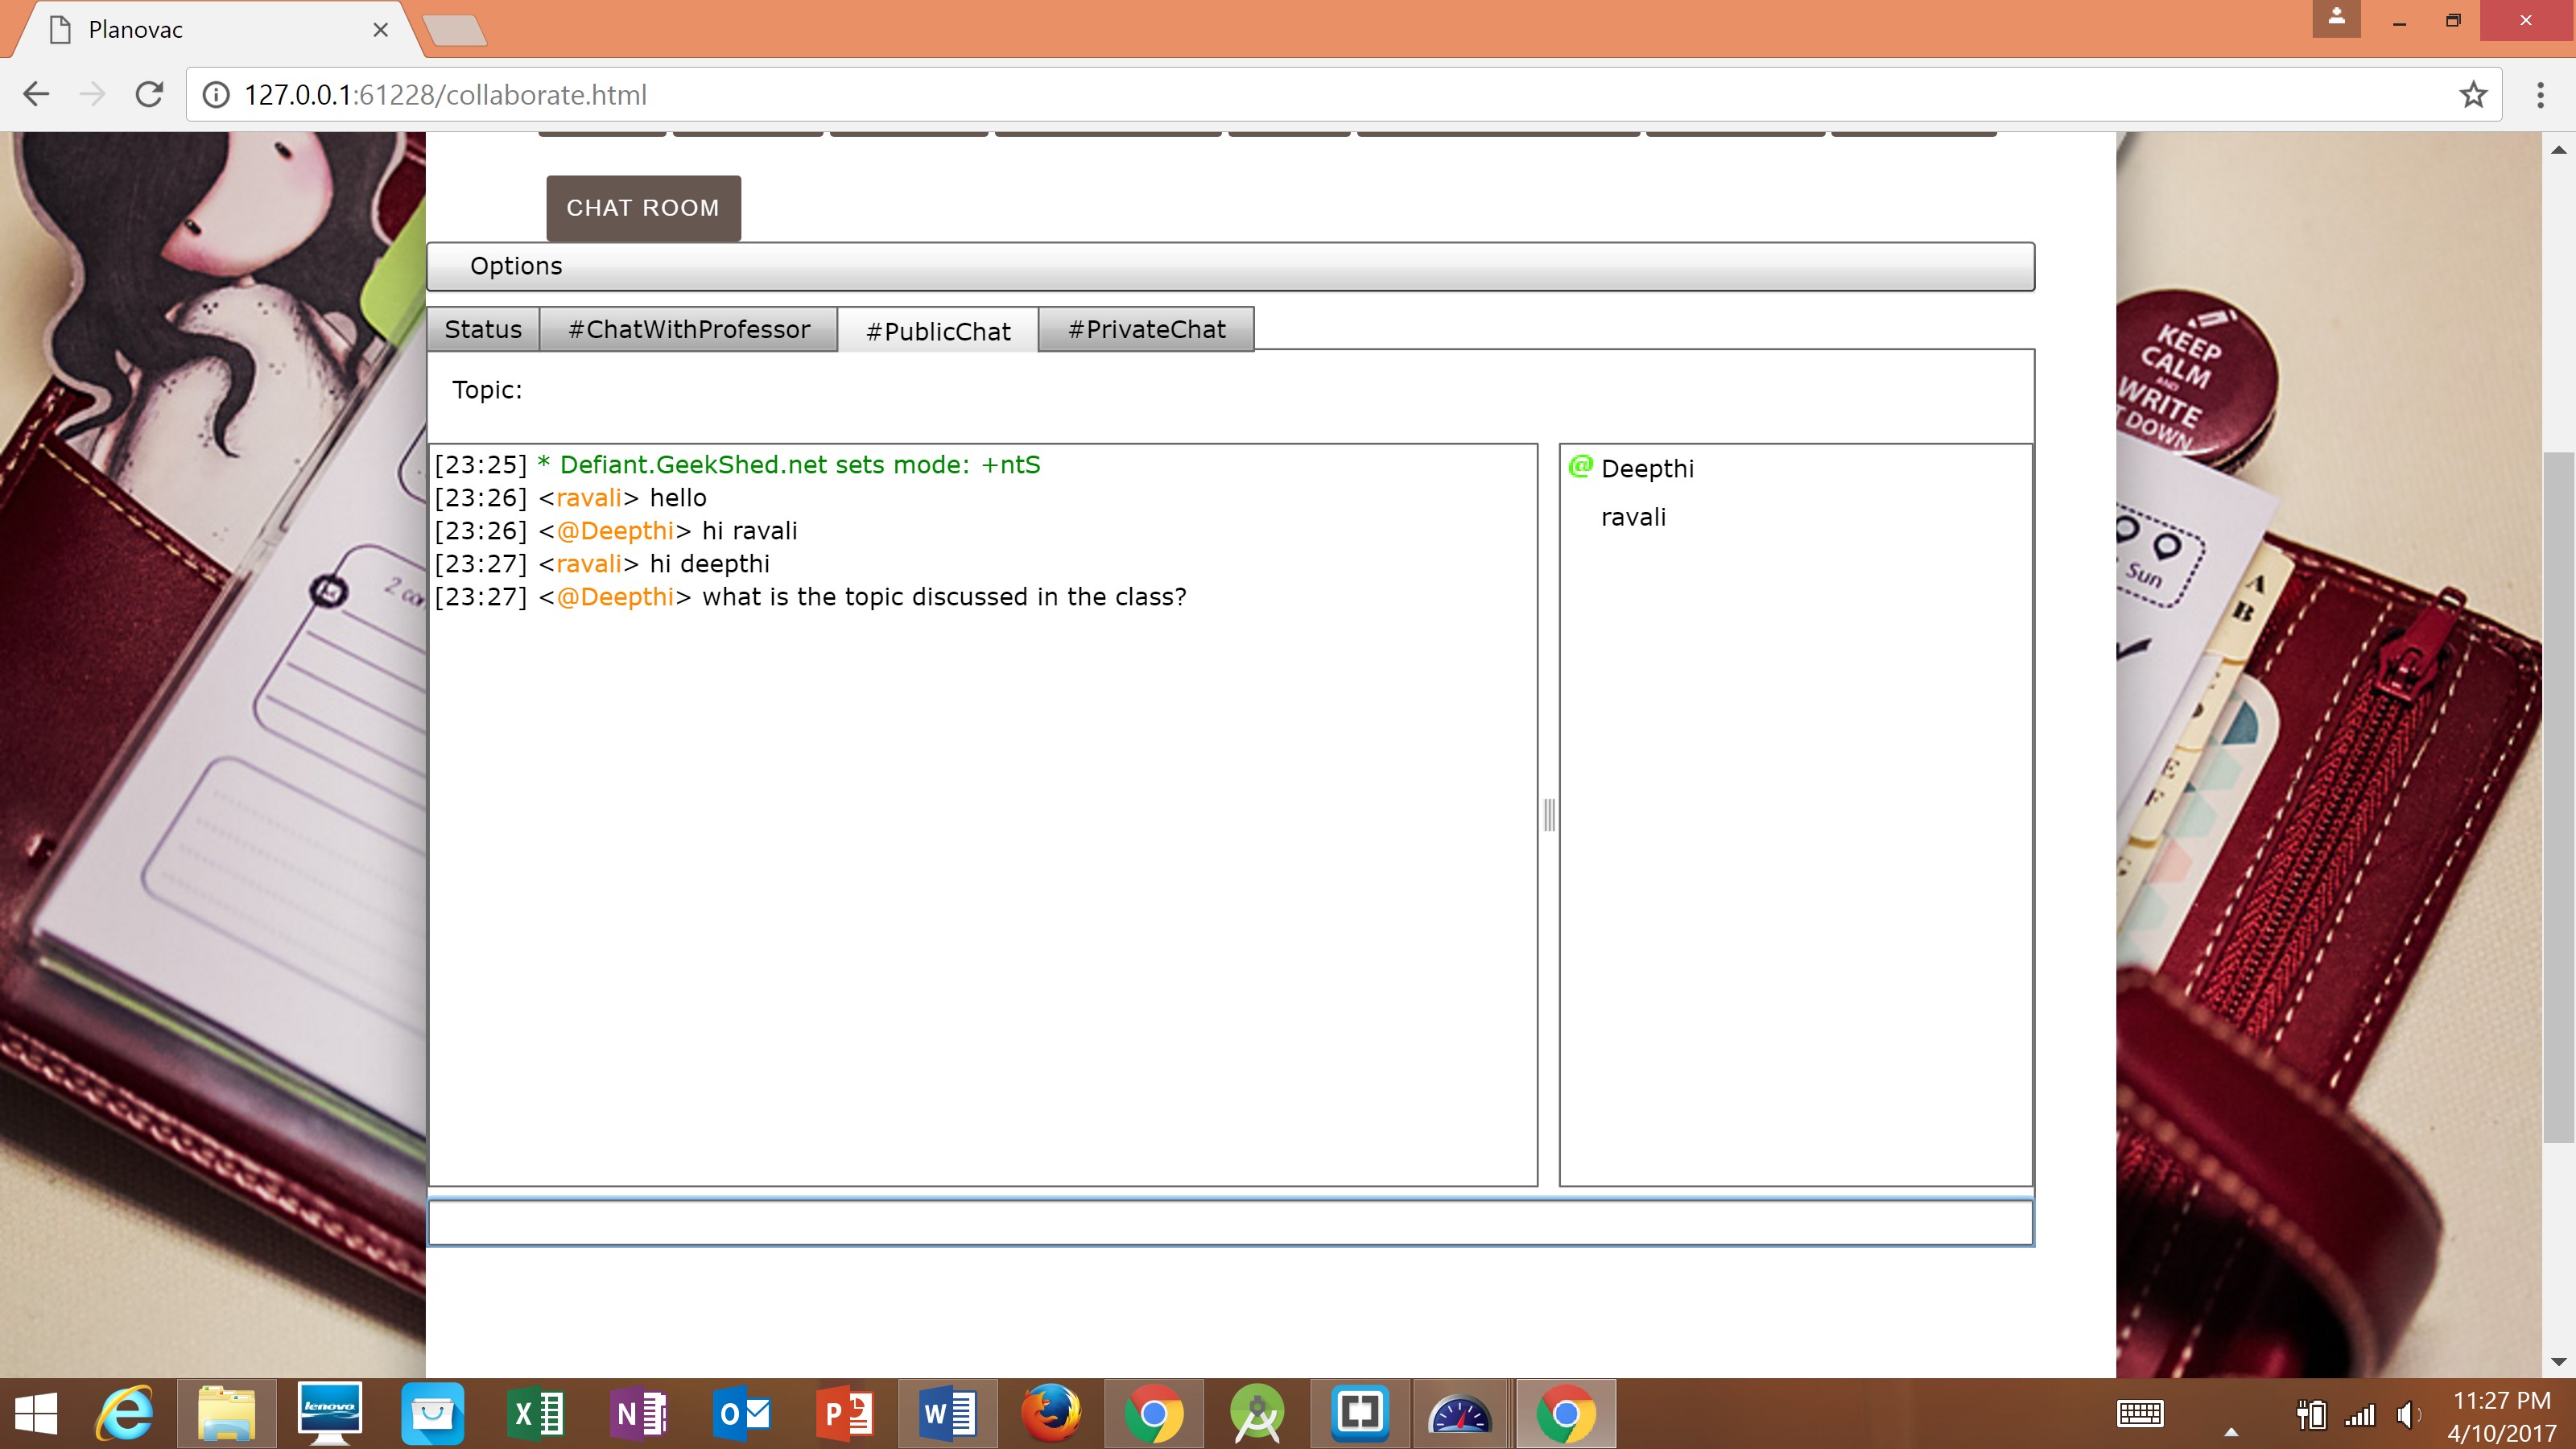 Planovac
127.0.0.1:61228/collaborate.html
CHAT ROOM
Options
Status #ChatWithProfessor #PublicChat #PrivateChat
Topic:
[23:25] * Defiant.GeekShed.net sets mode: +ntS
[23:26] <ravali> hello
[23:26] <@Deepthi> hi ravali
[23:27] <ravali> hi deepthi
[23:27] <@Deepthi> what is the topic discussed in the class?
@ Deepthi
ravali
KEEP
CALM
AND
WRITE
IT DOWN
Sun
A
B
E
F
G
lenovo
11:27 PM
4/10/2017